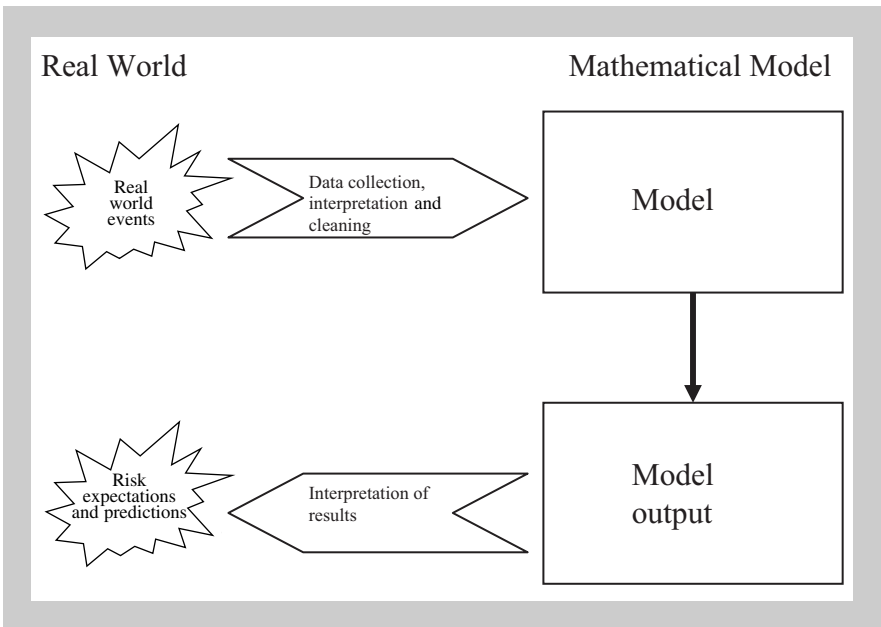 Real World
Mathematical Model
Real
world
events
Data collection,
interpretation and
cleaning
Model
Risk
expectations
and predictions
Interpretation of
results
Model
output